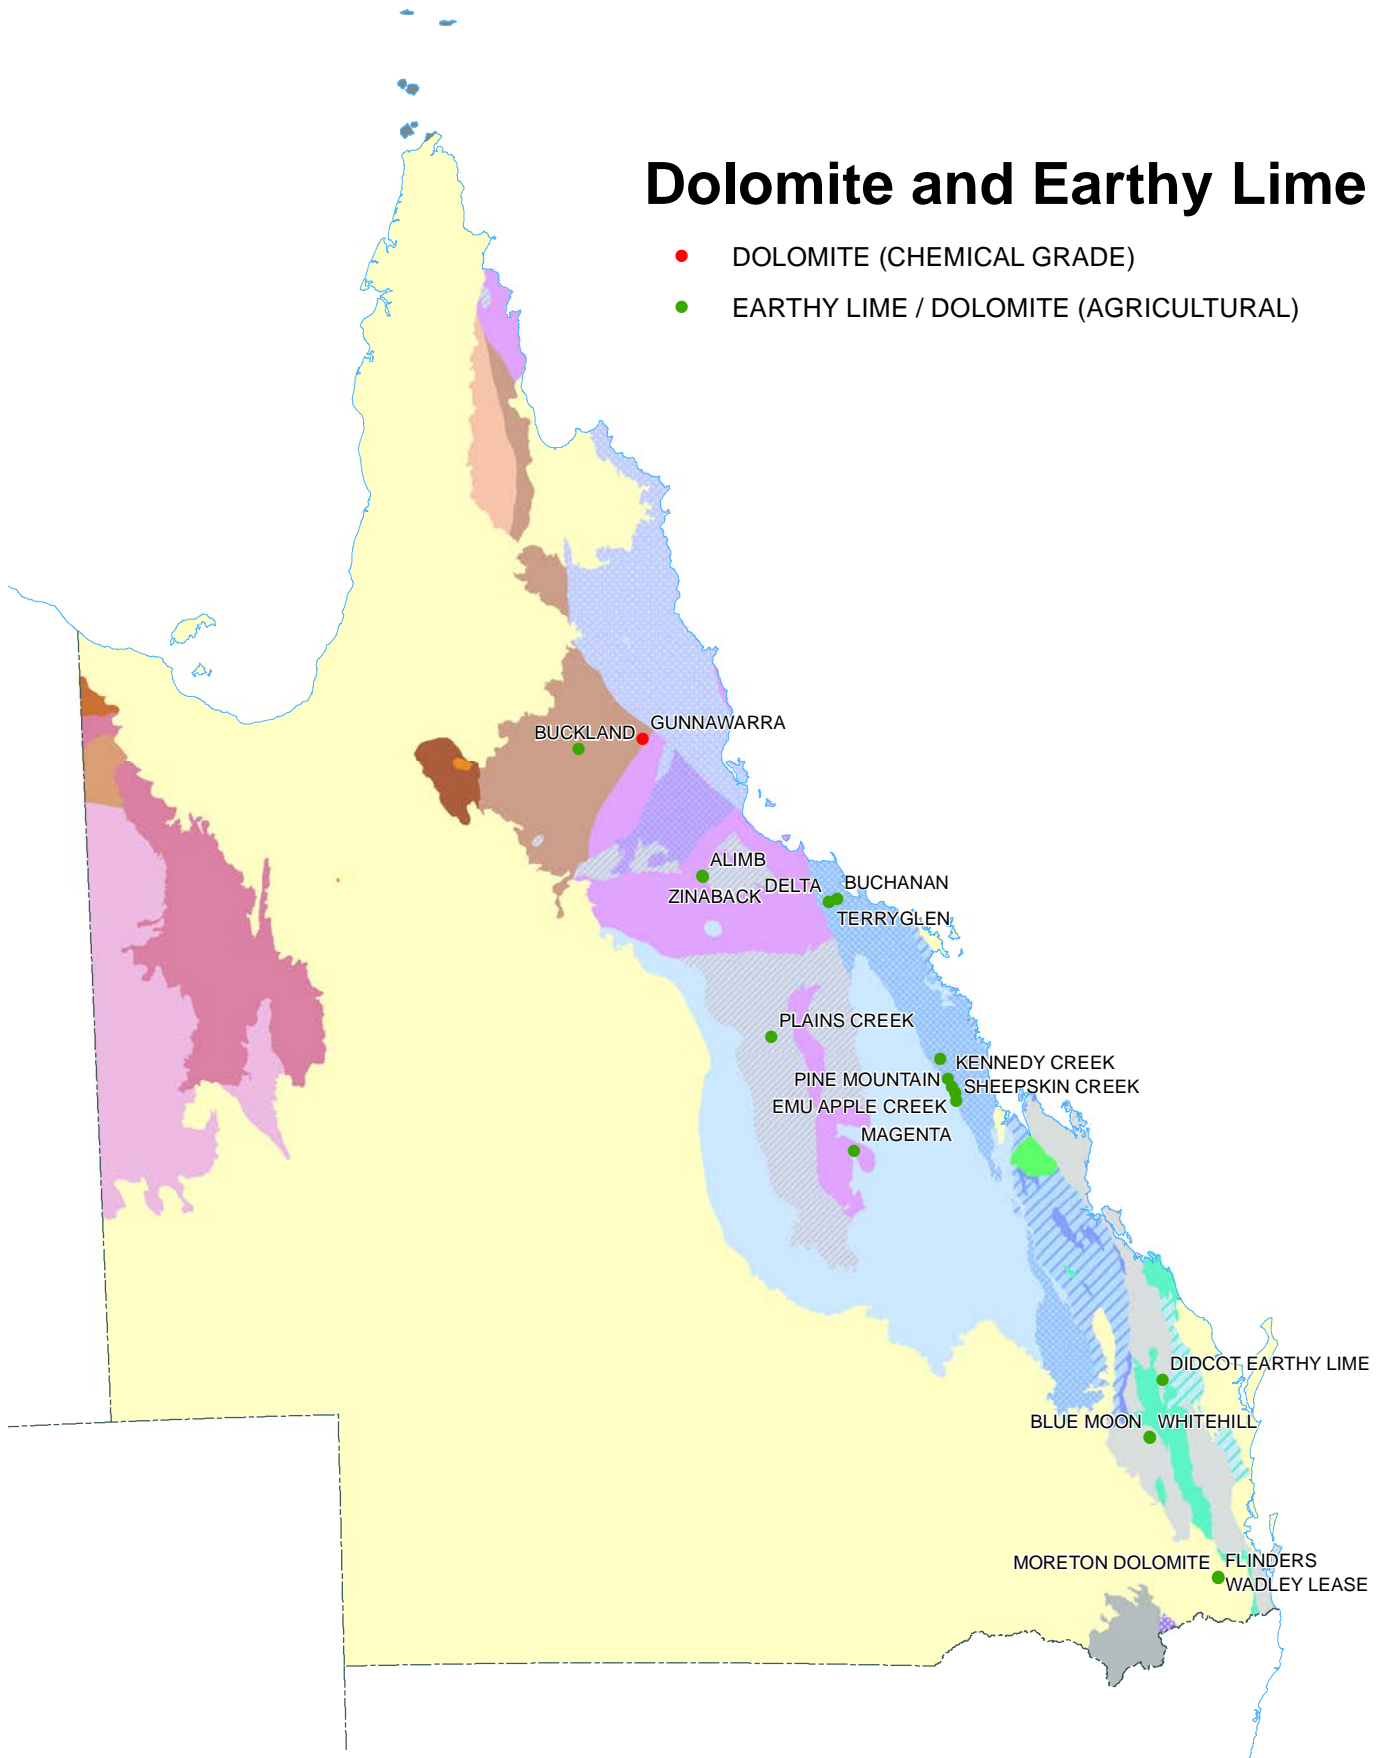 Dolomite and Earthy Lime
DOLOMITE (CHEMICAL GRADE)
EARTHY LIME / DOLOMITE (AGRICULTURAL)
GUNNAWARRA
BUCKLAND
ALIMB
ZINABACK
DELTA
BUCHANAN
TERRYGLEN
PLAINS CREEK
KENNEDY CREEK
PINE MOUNTAIN
SHEEPSKIN CREEK
EMU APPLE CREEK
MAGENTA
DIDCOT EARTHY LIME
BLUE MOON
WHITEHILL
MORETON DOLOMITE
FLINDERS
WADLEY LEASE